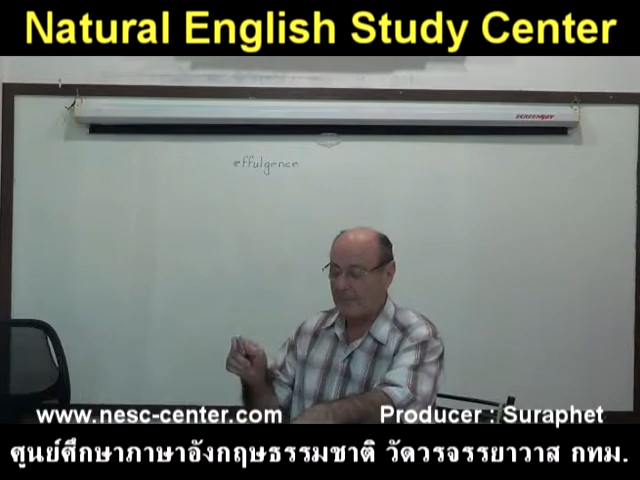 Natural English Study Center
SCREENBOY
effulgence
www.nesc-center.com Producer : Suraphet
ศูนย์ศึกษาภาษาอังกฤษธรรมชาติ วัดวรจรรยาวาส กทม.